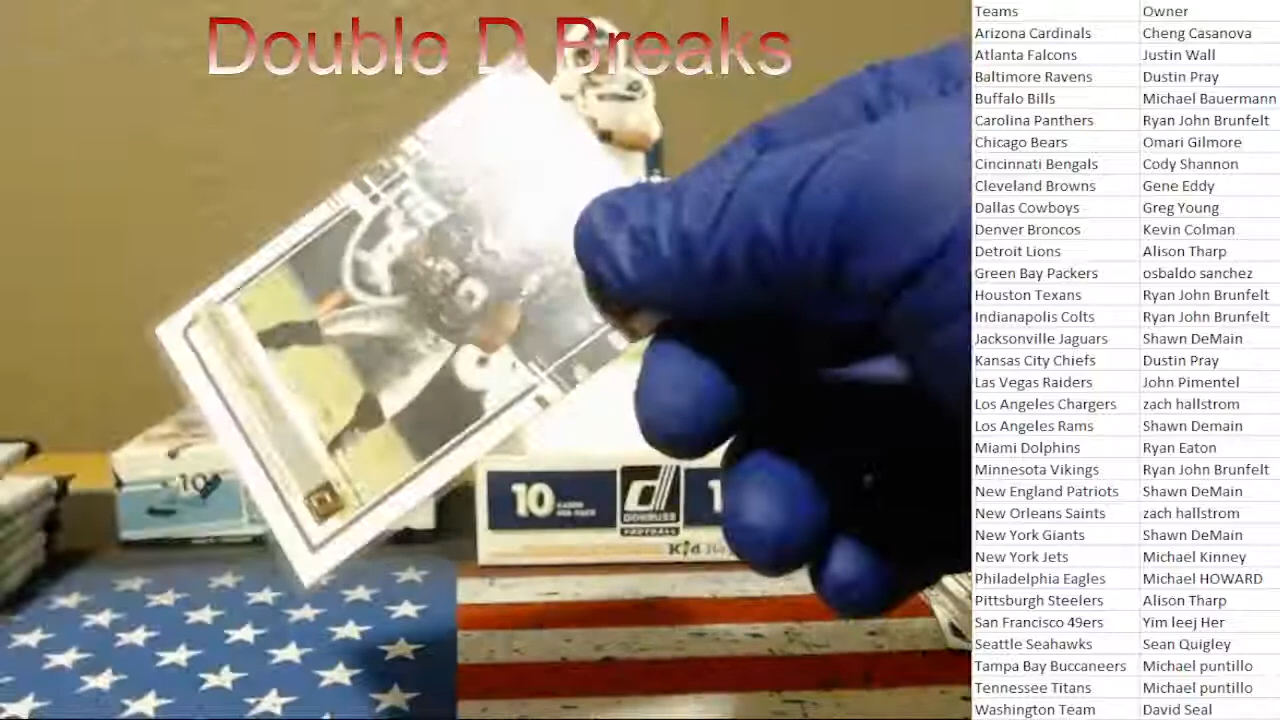 Double D Breaks
10
10 CARDS PER PACK
DONRUSS
FOOTBALL
1
Teams Owner
Arizona Cardinals Cheng Casanova
Atlanta Falcons Justin Wall
Baltimore Ravens Dustin Pray
Buffalo Bills Michael Bauermann
Carolina Panthers Ryan John Brunfelt
Chicago Bears Omari Gilmore
Cincinnati Bengals Cody Shannon
Cleveland Browns Gene Eddy
Dallas Cowboys Greg Young
Denver Broncos Kevin Colman
Detroit Lions Alison Tharp
Green Bay Packers osbaldo sanchez
Houston Texans Ryan John Brunfelt
Indianapolis Colts Ryan John Brunfelt
Jacksonville Jaguars Shawn DeMain
Kansas City Chiefs Dustin Pray
Las Vegas Raiders John Pimentel
Los Angeles Chargers zach hallstrom
Los Angeles Rams Shawn Demain
Miami Dolphins Ryan Eaton
Minnesota Vikings Ryan John Brunfelt
New England Patriots Shawn DeMain
New Orleans Saints zach hallstrom
New York Giants Shawn DeMain
New York Jets Michael Kinney
Philadelphia Eagles Michael HOWARD
Pittsburgh Steelers Alison Tharp
San Francisco 49ers Yim leej Her
Seattle Seahawks Sean Quigley
Tampa Bay Buccaneers Michael puntillo
Tennessee Titans Michael puntillo
Washington Team David Seal